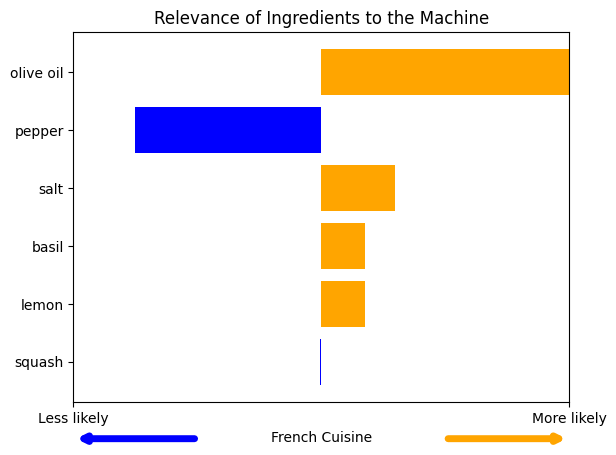 Relevance of Ingredients to the Machine
olive oil
pepper
salt
basil
lemon
squash
Less likely
More likely
French Cuisine